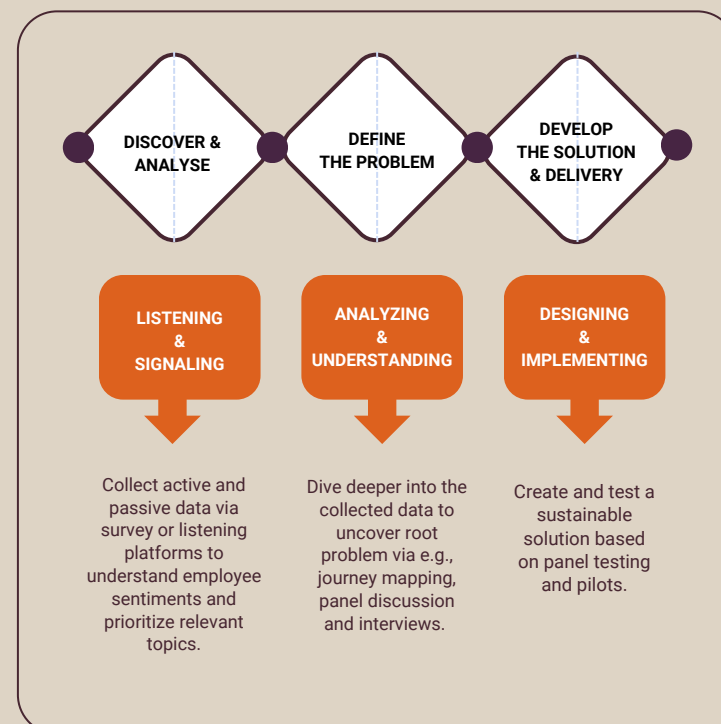 DISCOVER &
ANALYSE
DEFINE
THE PROBLEM
DEVELOP
THE SOLUTION
& DELIVERY
LISTENING
&
SIGNALING
ANALYZING
&
UNDERSTANDING
DESIGNING
&
IMPLEMENTING
Collect active and
passive data via
survey or listening
platforms to
understand employee
sentiments and
prioritize relevant
topics.
Dive deeper into the
collected data to
uncover root
problem via e.g.,
journey mapping,
panel discussion
and interviews.
Create and test a
sustainable
solution based
on panel testing
and pilots.